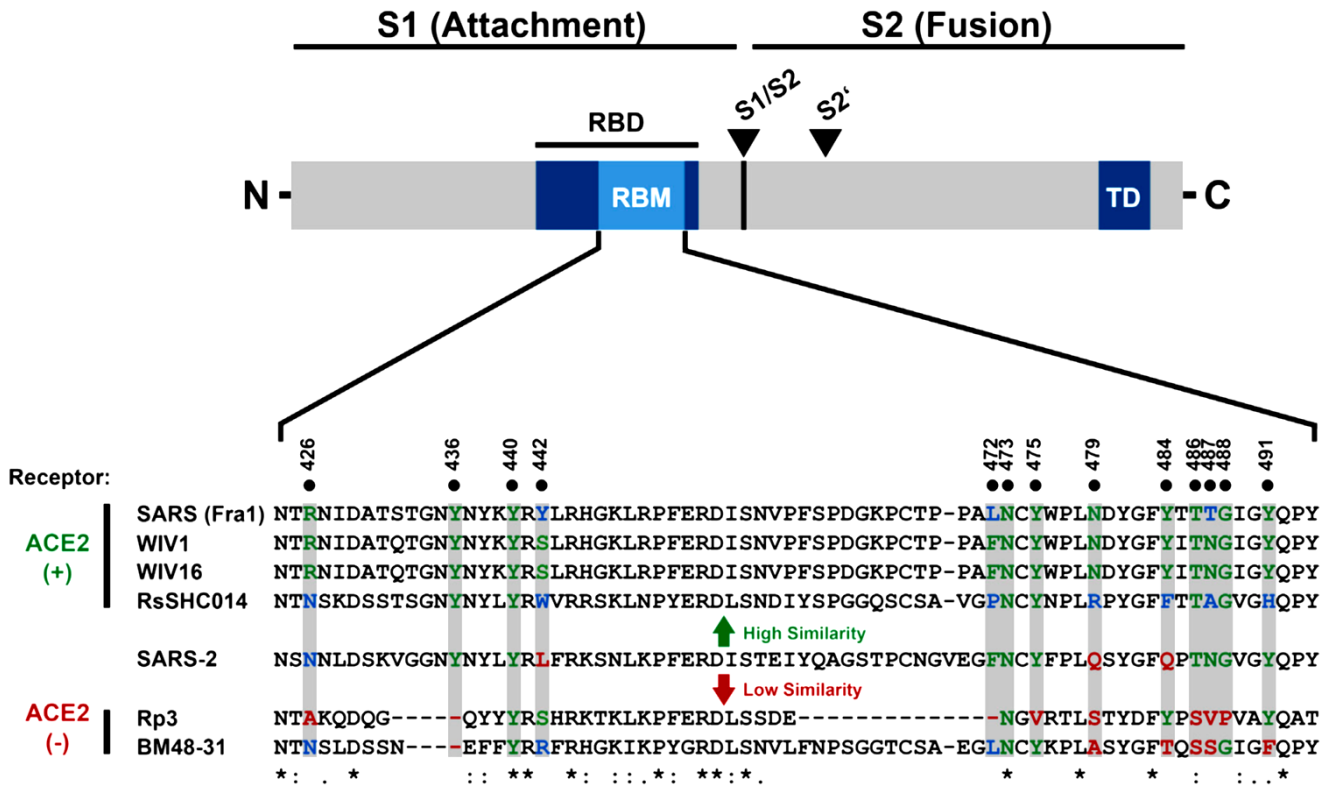 S1 (Attachment) S2 (Fusion)
S1/S2 S2‘
RBD
N RBM TD C
426 436 440 442 472 473 475 479 484 486 487 488 491
Receptor:
ACE2 (+)
SARS (Fra1) NTRNIDATSTGNYNYKYRYLRHGKLRPFERDISNVPFSPDGKPCTP-PALNCYWPLNDYGFYTTTGIGYQPY
WIV1 NTRNIDATQTGNYNYKYRSLRHGKLRPFERDISNVPFSPDGKPCTP-PAFNCYWPLNDYGFYITNGIGYQPY
WIV16 NTRNIDATQTGNYNYKYRSLRHGKLRPFERDISNVPFSPDGKPCTP-PAFNCYWPLNDYGFYITNGIGYQPY
RsSHC014 NTNSKDSSTSGNYNYLYRWVRRSKLNPYERDLSNDIYSPGGQSCSA-VGPNCYNPLRPYGFFTTAGVGHQPY
High Similarity
SARS-2 NSNNLDSKVGGNYNYLYRLFRKSNLKPFERDISTEIYQAGSTPCNGVEGFNCYFPLQSYGFQPTNGVGYQPY
Low Similarity
ACE2 (-)
Rp3 NTAKQDQG-----QYYYRSHRKTKLKPFERDLSSDE--------------NGVRTLSTYDFYPSVPVAYQAT
BM48-31 NTNSLDSSN----EFFYRRFRHGKIKPYGRDLSNVLFNPSGGTCSA-EGLNCYKPLASYGFTQSSGIGFQPY
*: . * :: ** * : * ** :*. * * * : :.. *